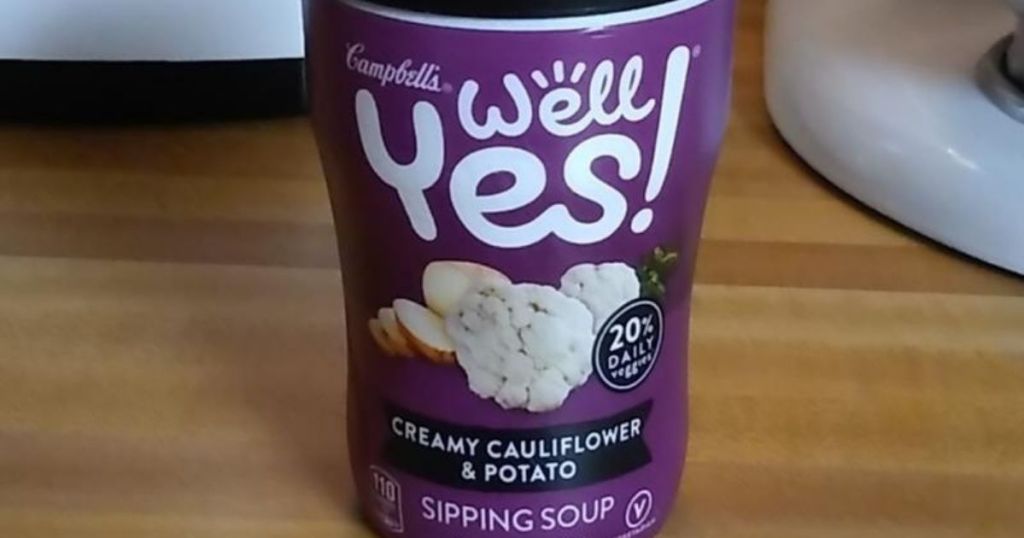 Campbell's®
Well
Yes!®
20%
DAILY
veggies
CREAMY CAULIFLOWER
& POTATO
110
SIPPING SOUP
V